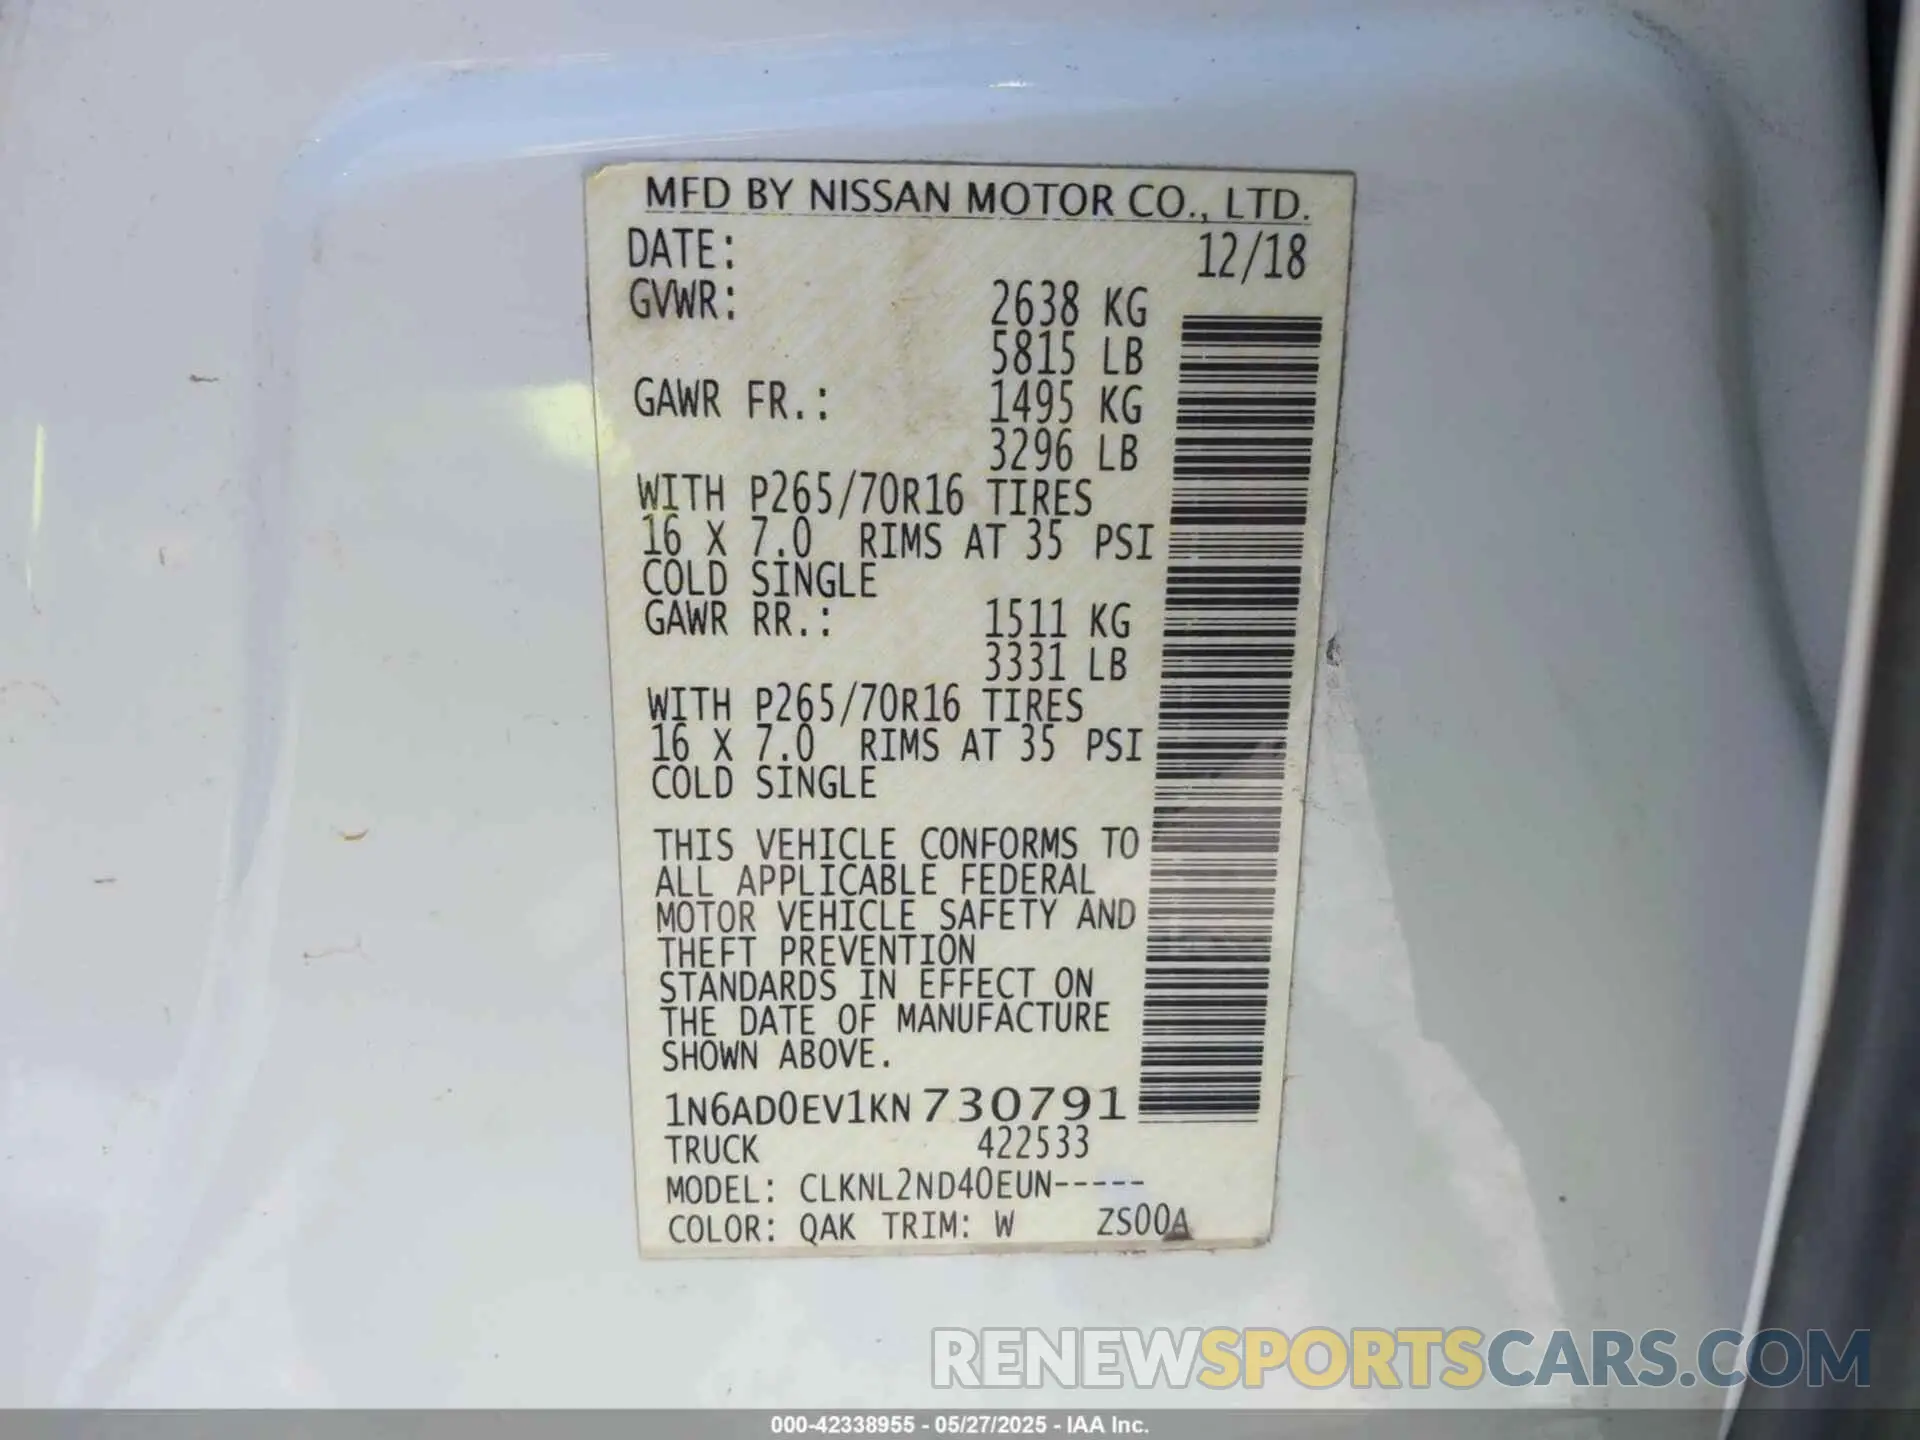 MFD BY NISSAN MOTOR CO., LTD.
DATE: 12/18
GVWR: 2638 KG
5815 LB
GAWR FR.: 1495 KG
3296 LB
WITH P265/70R16 TIRES
16 X 7.0 RIMS AT 35 PSI
COLD SINGLE
GAWR RR.: 1511 KG
3331 LB
WITH P265/70R16 TIRES
16 X 7.0 RIMS AT 35 PSI
COLD SINGLE
THIS VEHICLE CONFORMS TO
ALL APPLICABLE FEDERAL
MOTOR VEHICLE SAFETY AND
THEFT PREVENTION
STANDARDS IN EFFECT ON
THE DATE OF MANUFACTURE
SHOWN ABOVE.
1N6AD0EV1KN730791
TRUCK 422533
MODEL: CLKNL2ND40EUN-----
COLOR: QAK TRIM: W ZS00A
RENEWSPORTSCARS.COM
000-42338955 - 05/27/2025 - IAA Inc.